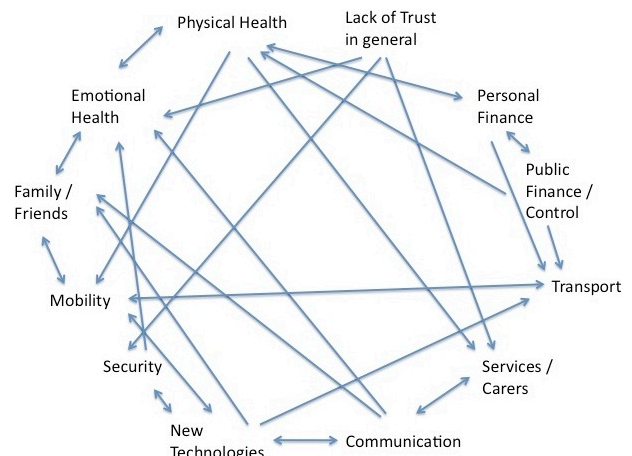 Physical Health
Lack of Trust
in general
Emotional
Health
Personal
Finance
Public
Finance /
Control
Family /
Friends
Mobility
Transport
Security
Services /
Carers
New
Technologies
Communication